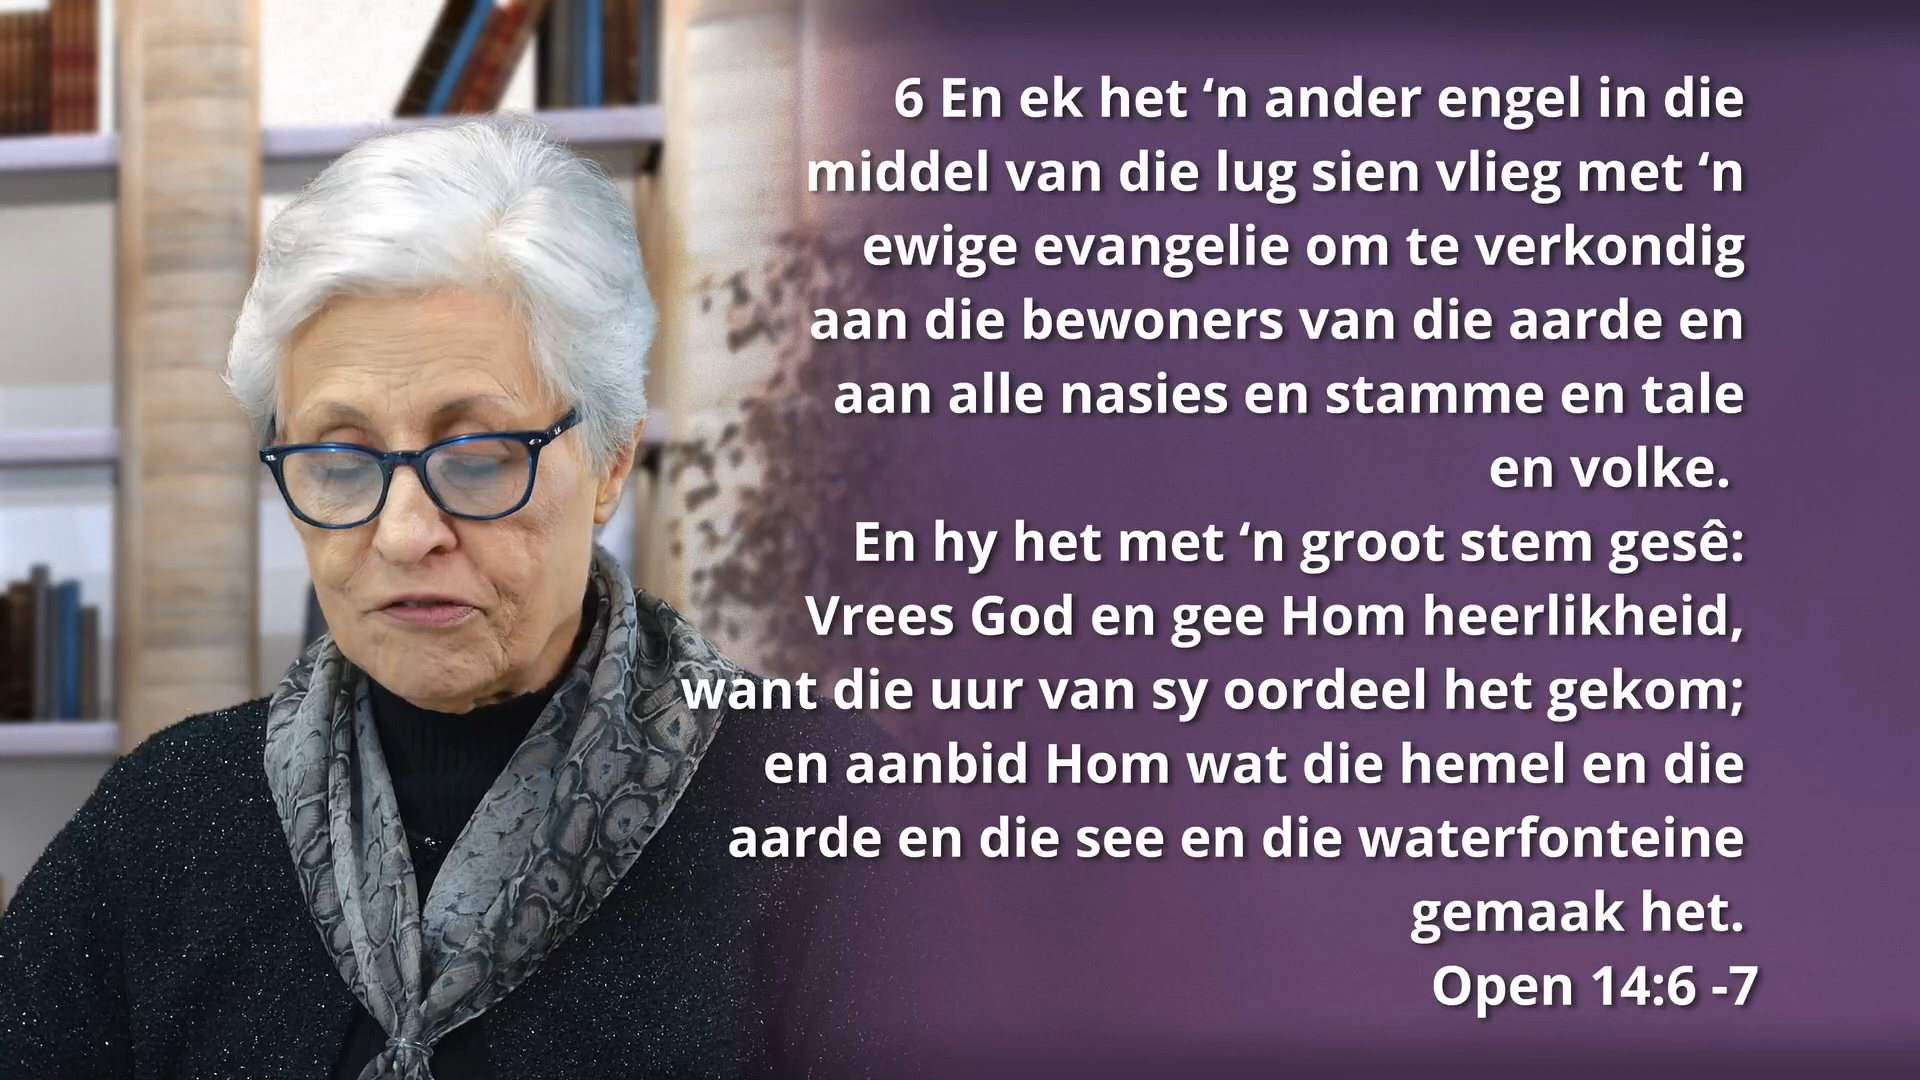 6 En ek het ‘n ander engel in die
middel van die lug sien vlieg met ‘n
ewige evangelie om te verkondig
aan die bewoners van die aarde en
aan alle nasies en stamme en tale
en volke.
En hy het met ‘n groot stem gesê:
Vrees God en gee Hom heerlikheid,
want die uur van sy oordeel het gekom;
en aanbid Hom wat die hemel en die
aarde en die see en die waterfonteine
gemaak het.
Open 14:6 -7